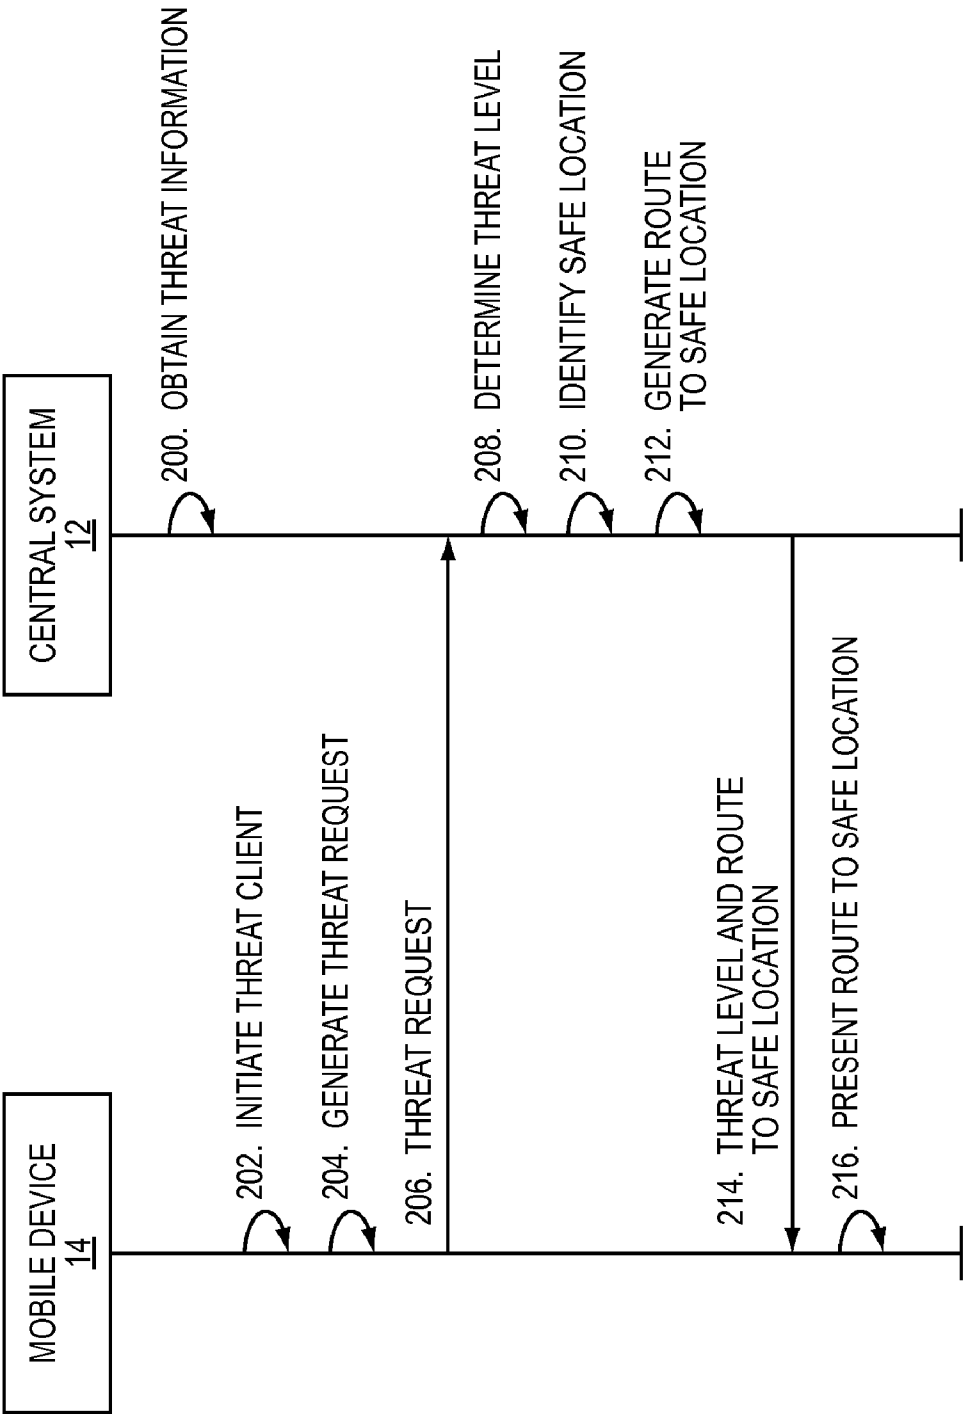 MOBILE DEVICE
14
CENTRAL SYSTEM
12
200. OBTAIN THREAT INFORMATION
202. INITIATE THREAT CLIENT
204. GENERATE THREAT REQUEST
206. THREAT REQUEST
208. DETERMINE THREAT LEVEL
210. IDENTIFY SAFE LOCATION
212. GENERATE ROUTE
TO SAFE LOCATION
214. THREAT LEVEL AND ROUTE
TO SAFE LOCATION
216. PRESENT ROUTE TO SAFE LOCATION